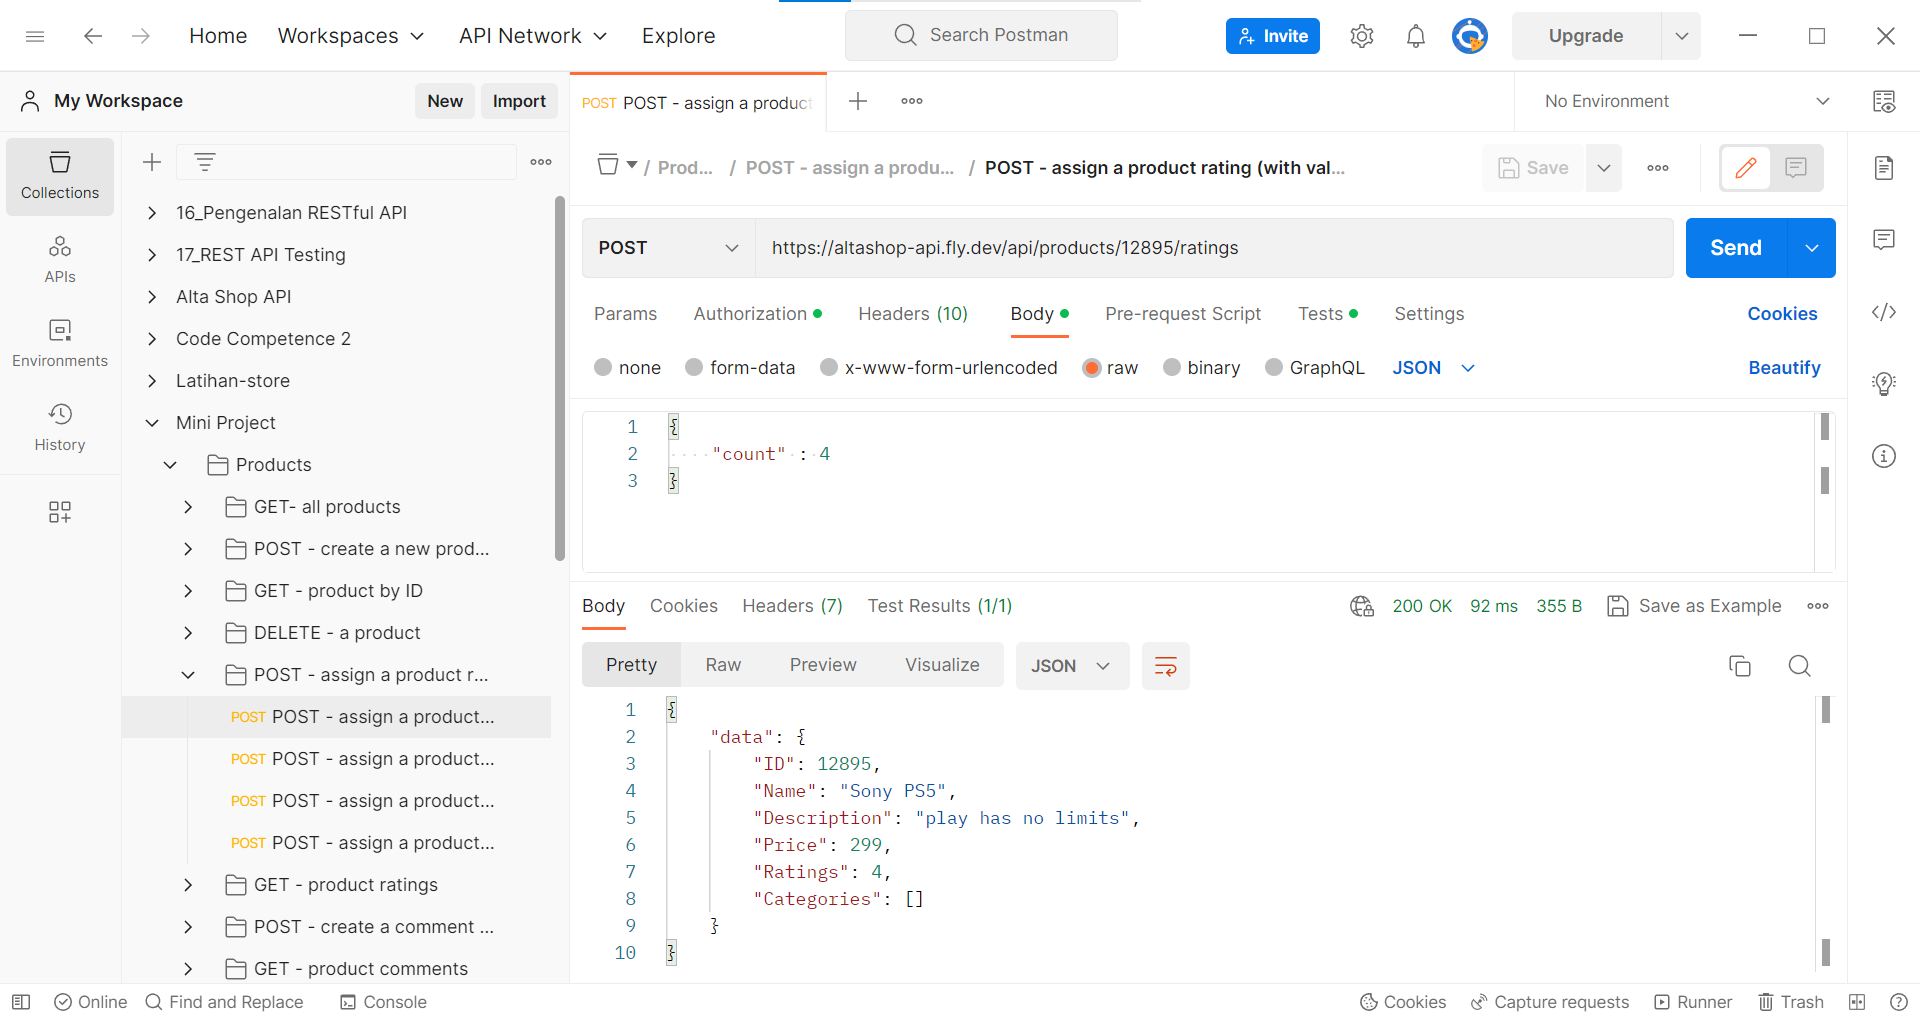 Home Workspaces API Network Explore Search Postman Invite Upgrade
My Workspace New Import
POST POST - assign a product No Environment
/ Prod... / POST - assign a produ... / POST - assign a product rating (with val... Save
Collections
APIs
Environments
History
16_Pengenalan RESTful API
17_REST API Testing
Alta Shop API
Code Competence 2
Latihan-store
Mini Project
Products
GET- all products
POST - create a new prod...
GET - product by ID
DELETE - a product
POST - assign a product r...
POST POST - assign a product...
POST POST - assign a product...
POST POST - assign a product...
POST POST - assign a product...
GET - product ratings
POST - create a comment ...
GET - product comments
POST https://altashop-api.fly.dev/api/products/12895/ratings Send
Params Authorization Headers (10) Body Pre-request Script Tests Settings Cookies
none form-data x-www-form-urlencoded raw binary GraphQL JSON Beautify
1 {
2 "count" : 4
3 }
Body Cookies Headers (7) Test Results (1/1) 200 OK 92 ms 355 B Save as Example
Pretty Raw Preview Visualize JSON
1 {
2 "data": {
3 "ID": 12895,
4 "Name": "Sony PS5",
5 "Description": "play has no limits",
6 "Price": 299,
7 "Ratings": 4,
8 "Categories": []
9 }
10 }
Online Find and Replace Console Cookies Capture requests Runner Trash